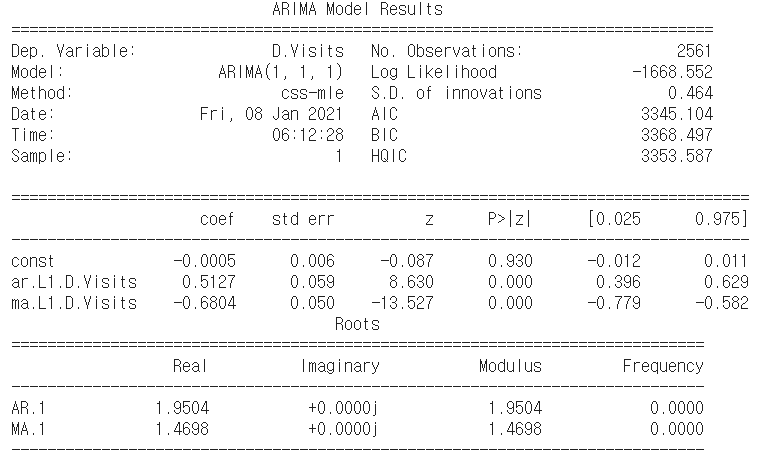 ARIMA Model Results
==============================================================================
Dep. Variable: D.Visits No. Observations: 2561
Model: ARIMA(1, 1, 1) Log Likelihood -1668.552
Method: css-mle S.D. of innovations 0.464
Date: Fri, 08 Jan 2021 AIC 3345.104
Time: 06:12:28 BIC 3368.497
Sample: 1 HQIC 3353.587
==================================================================================
coef std err z P>|z| [0.025 0.975]
----------------------------------------------------------------------------------
const -0.0005 0.006 -0.087 0.930 -0.012 0.011
ar.L1.D.Visits 0.5127 0.059 8.630 0.000 0.396 0.629
ma.L1.D.Visits -0.6804 0.050 -13.527 0.000 -0.779 -0.582
Roots
=============================================================================
Real Imaginary Modulus Frequency
-----------------------------------------------------------------------------
AR.1 1.9504 +0.0000j 1.9504 0.0000
MA.1 1.4698 +0.0000j 1.4698 0.0000
-----------------------------------------------------------------------------